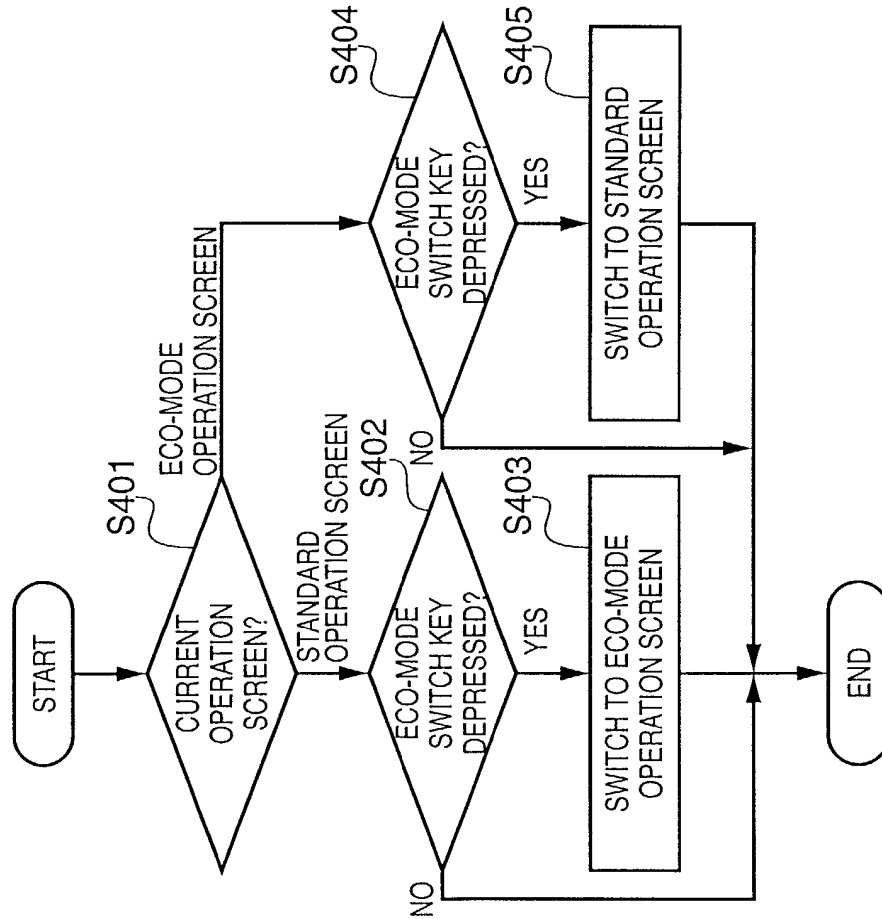 START
S401
CURRENT
OPERATION
SCREEN?
ECO-MODE
OPERATION SCREEN
STANDARD
OPERATION SCREEN
S402
ECO-MODE
SWITCH KEY
DEPRESSED?
NO
YES
S403
SWITCH TO ECO-MODE
OPERATION SCREEN
S404
ECO-MODE
SWITCH KEY
DEPRESSED?
NO
YES
S405
SWITCH TO STANDARD
OPERATION SCREEN
END